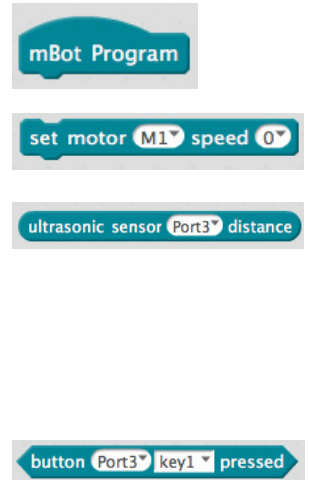 mBot Program
set motor M1 speed 0
ultrasonic sensor Port3 distance
button Port3 key1 pressed